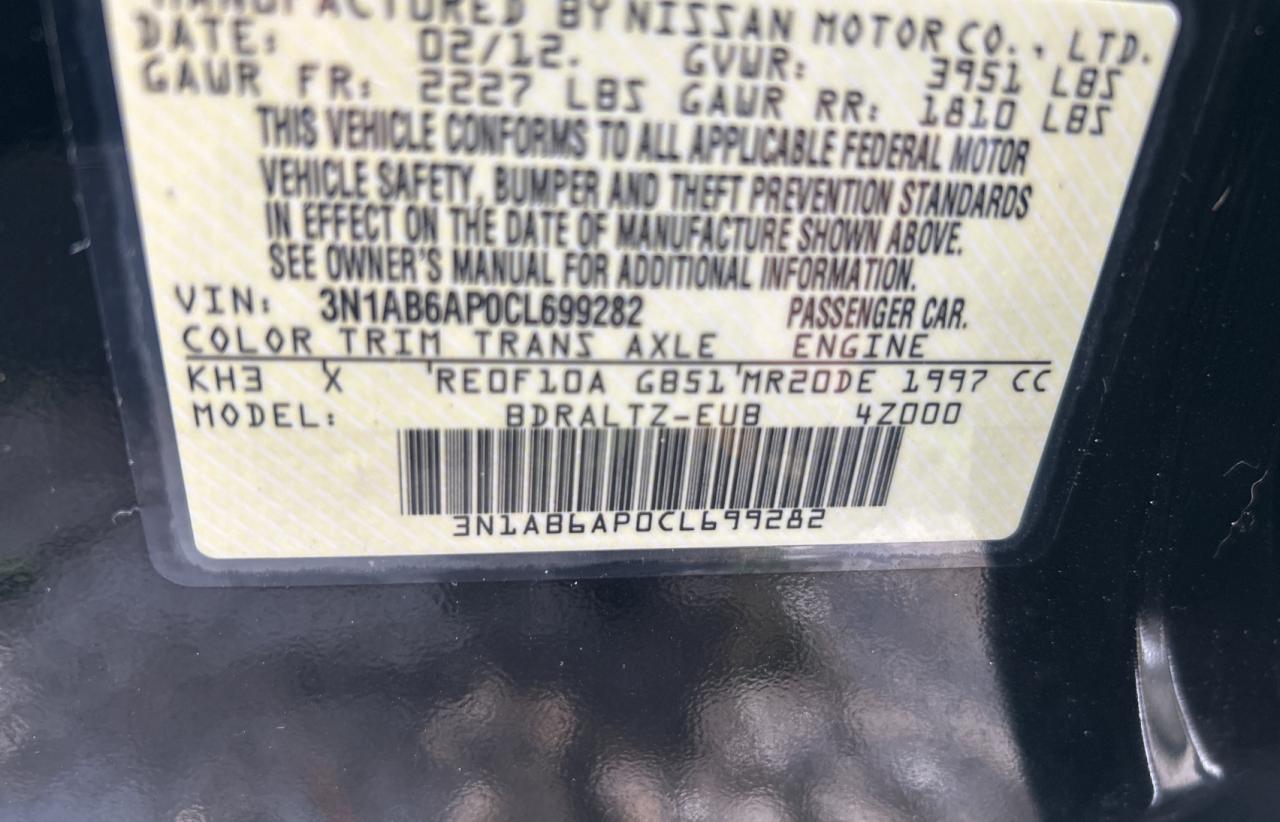 MANUFACTURED BY NISSAN MOTOR CO., LTD.
DATE: 02/12. GVWR: 3951 LBS
GAWR FR: 2227 LBS GAWR RR: 1810 LBS
THIS VEHICLE CONFORMS TO ALL APPLICABLE FEDERAL MOTOR
VEHICLE SAFETY, BUMPER AND THEFT PREVENTION STANDARDS
IN EFFECT ON THE DATE OF MANUFACTURE SHOWN ABOVE.
SEE OWNER'S MANUAL FOR ADDITIONAL INFORMATION.
VIN: 3N1AB6AP0CL699282 PASSENGER CAR.
COLOR TRIM TRANS AXLE ENGINE
KH3 X RE0F10A GB51 MR20DE 1997 CC
MODEL: BDRALTZ-EUB 4Z000
3N1AB6AP0CL699282